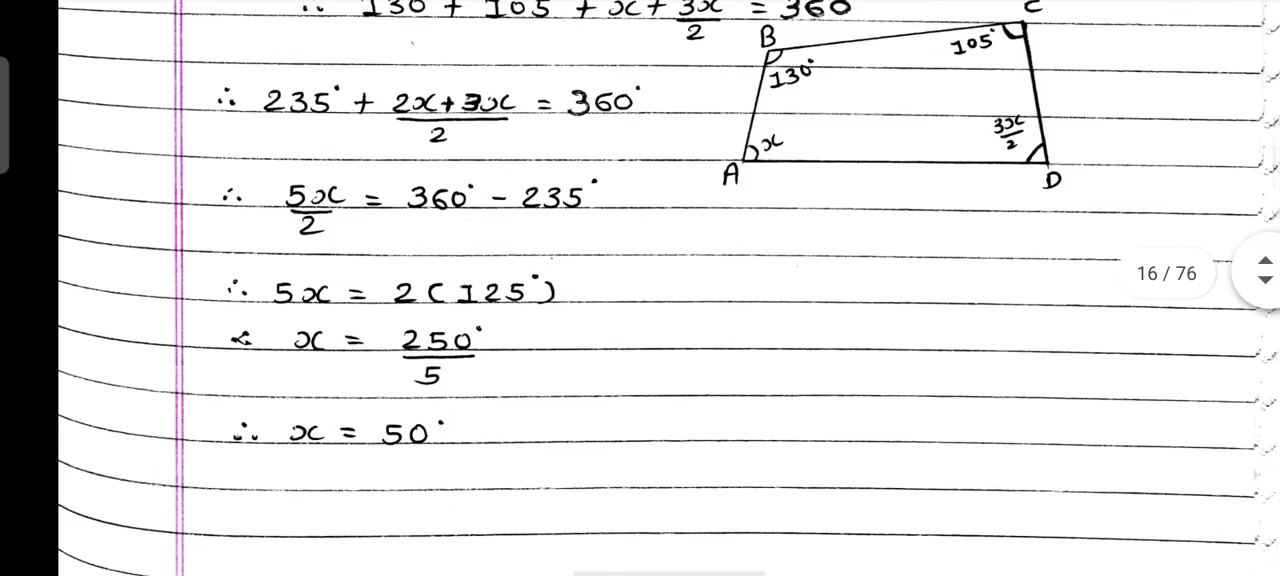 ∴ 130 + 105 + x + 3x/2 = 360
∴ 235° + (2x+3x)/2 = 360°
∴ 5x/2 = 360° - 235°
∴ 5x = 2(125°)
∴ x = 250°/5
∴ x = 50°
B
C
130°
105°
x
3x/2
A
D
16 / 76